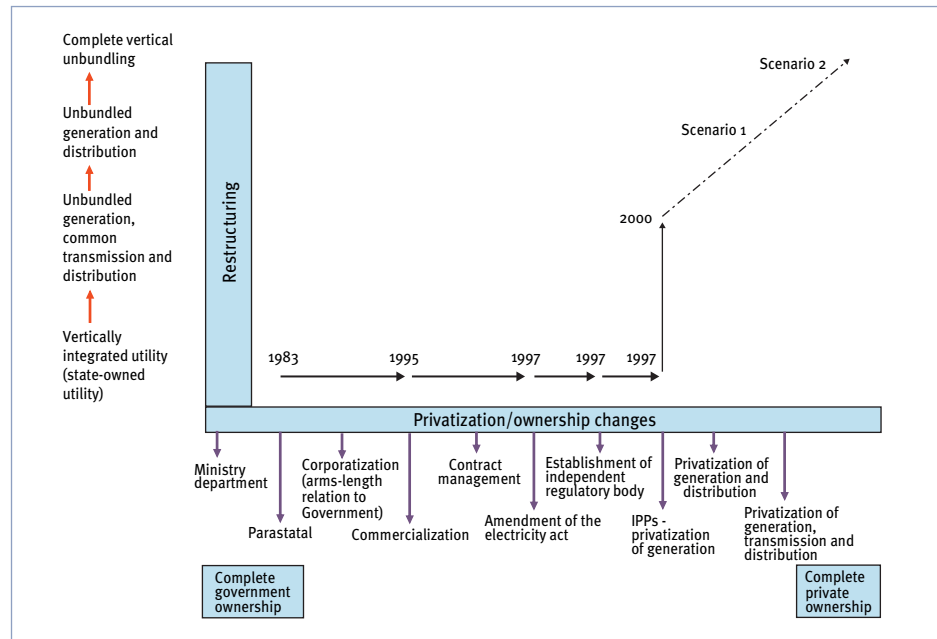 Complete vertical
unbundling
Unbundled
generation and
distribution
Unbundled
generation,
common
transmission and
distribution
Vertically
integrated utility
(state-owned
utility)
Restructuring
Scenario 2
Scenario 1
2000
1983
1995
1997
1997
1997
Privatization/ownership changes
Ministry
department
Parastatal
Corporatization
(arms-length
relation to
Government)
Commercialization
Contract
management
Amendment of the
electricity act
Establishment of
independent
regulatory body
IPPs -
privatization
of generation
Privatization of
generation and
distribution
Privatization of
generation,
transmission and
distribution
Complete
government
ownership
Complete
private
ownership